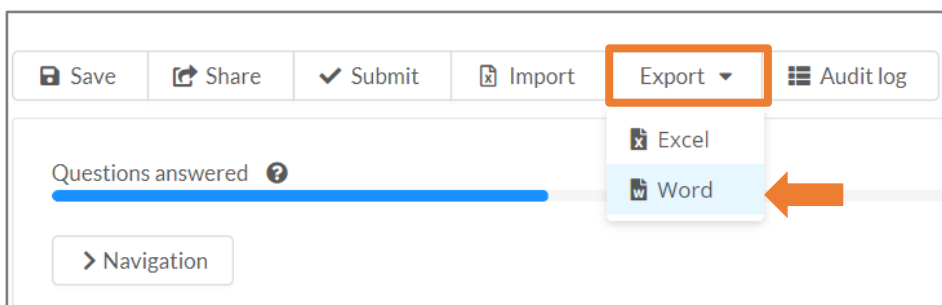 Save Share Submit Import Export Audit log
Excel
Questions answered
Word
Navigation